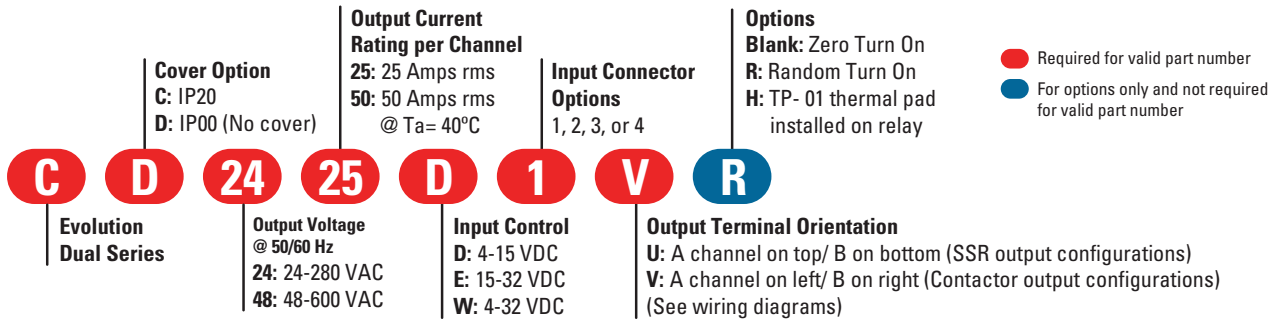 Output Current
Rating per Channel
25: 25 Amps rms
50: 50 Amps rms
@ Ta= 40ºC
Options
Blank: Zero Turn On
R: Random Turn On
H: TP- 01 thermal pad
installed on relay
Required for valid part number
For options only and not required
for valid part number
Cover Option
C: IP20
D: IP00 (No cover)
Input Connector
Options
1, 2, 3, or 4
C D 24 25 D 1 V R
Evolution
Dual Series
Output Voltage
@ 50/60 Hz
24: 24-280 VAC
48: 48-600 VAC
Input Control
D: 4-15 VDC
E: 15-32 VDC
W: 4-32 VDC
Output Terminal Orientation
U: A channel on top/ B on bottom (SSR output configurations)
V: A channel on left/ B on right (Contactor output configurations)
(See wiring diagrams)